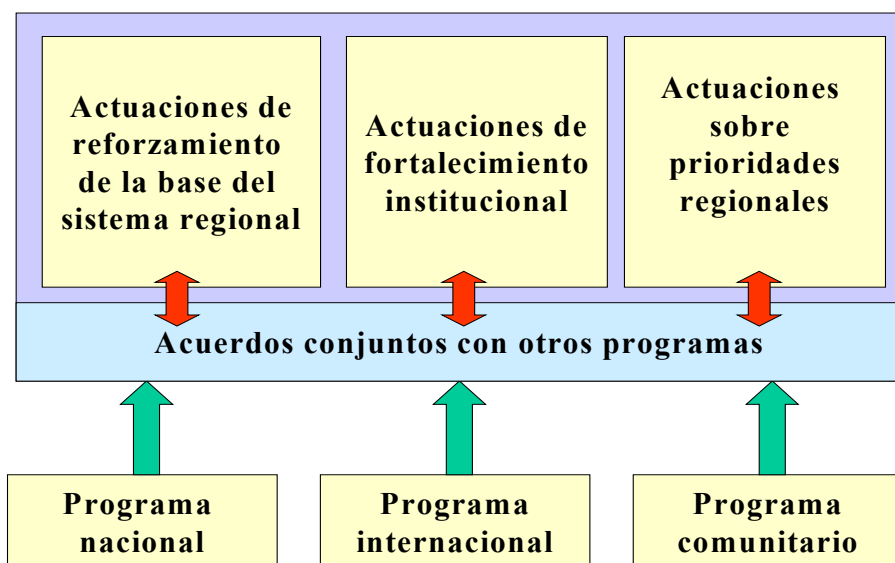 Actuaciones de
reforzamiento
de la base del
sistema regional
Actuaciones de
fortalecimiento
institucional
Actuaciones
sobre
prioridades
regionales
Acuerdos conjuntos con otros programas
Programa
nacional
Programa
internacional
Programa
comunitario